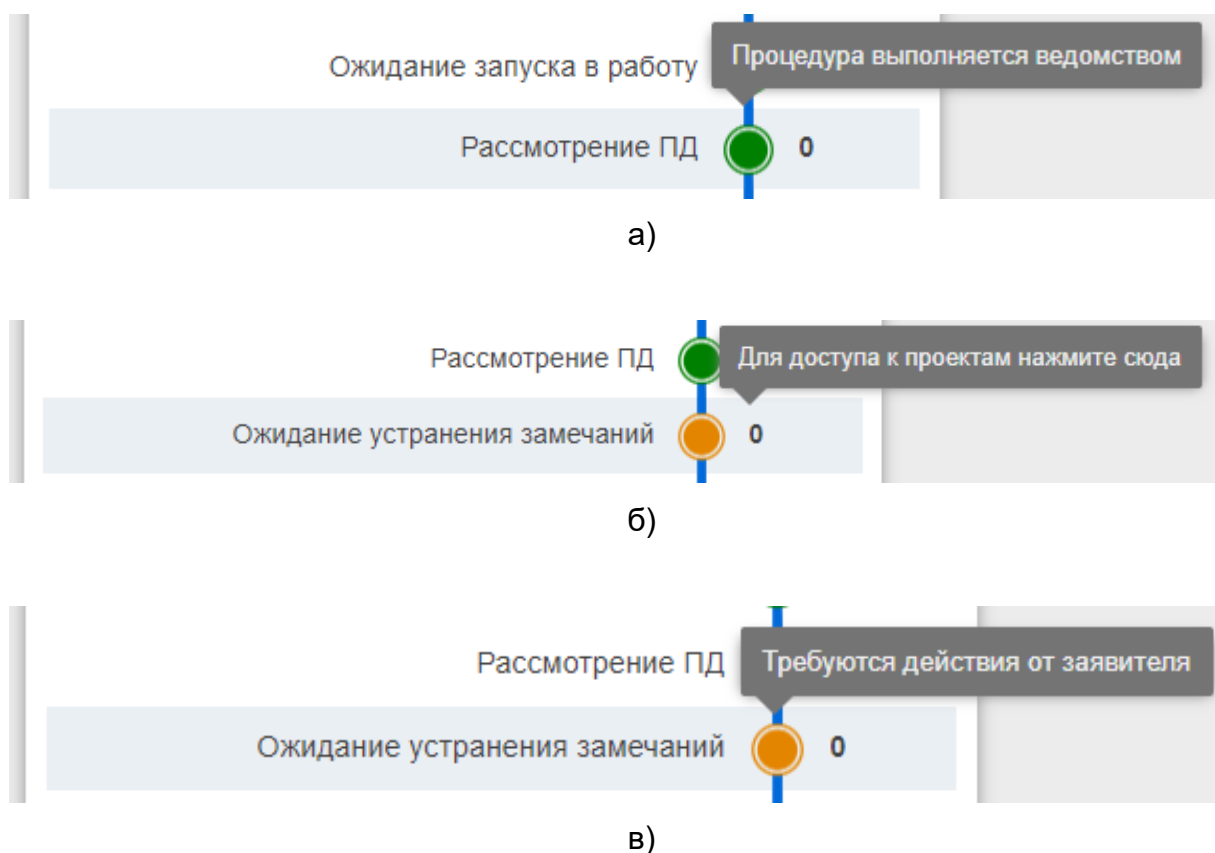 Ожидание запуска в работу
Процедура выполняется ведомством
Рассмотрение ПД 0
а)
Рассмотрение ПД
Для доступа к проектам нажмите сюда
Ожидание устранения замечаний 0
б)
Рассмотрение ПД
Требуются действия от заявителя
Ожидание устранения замечаний 0
в)